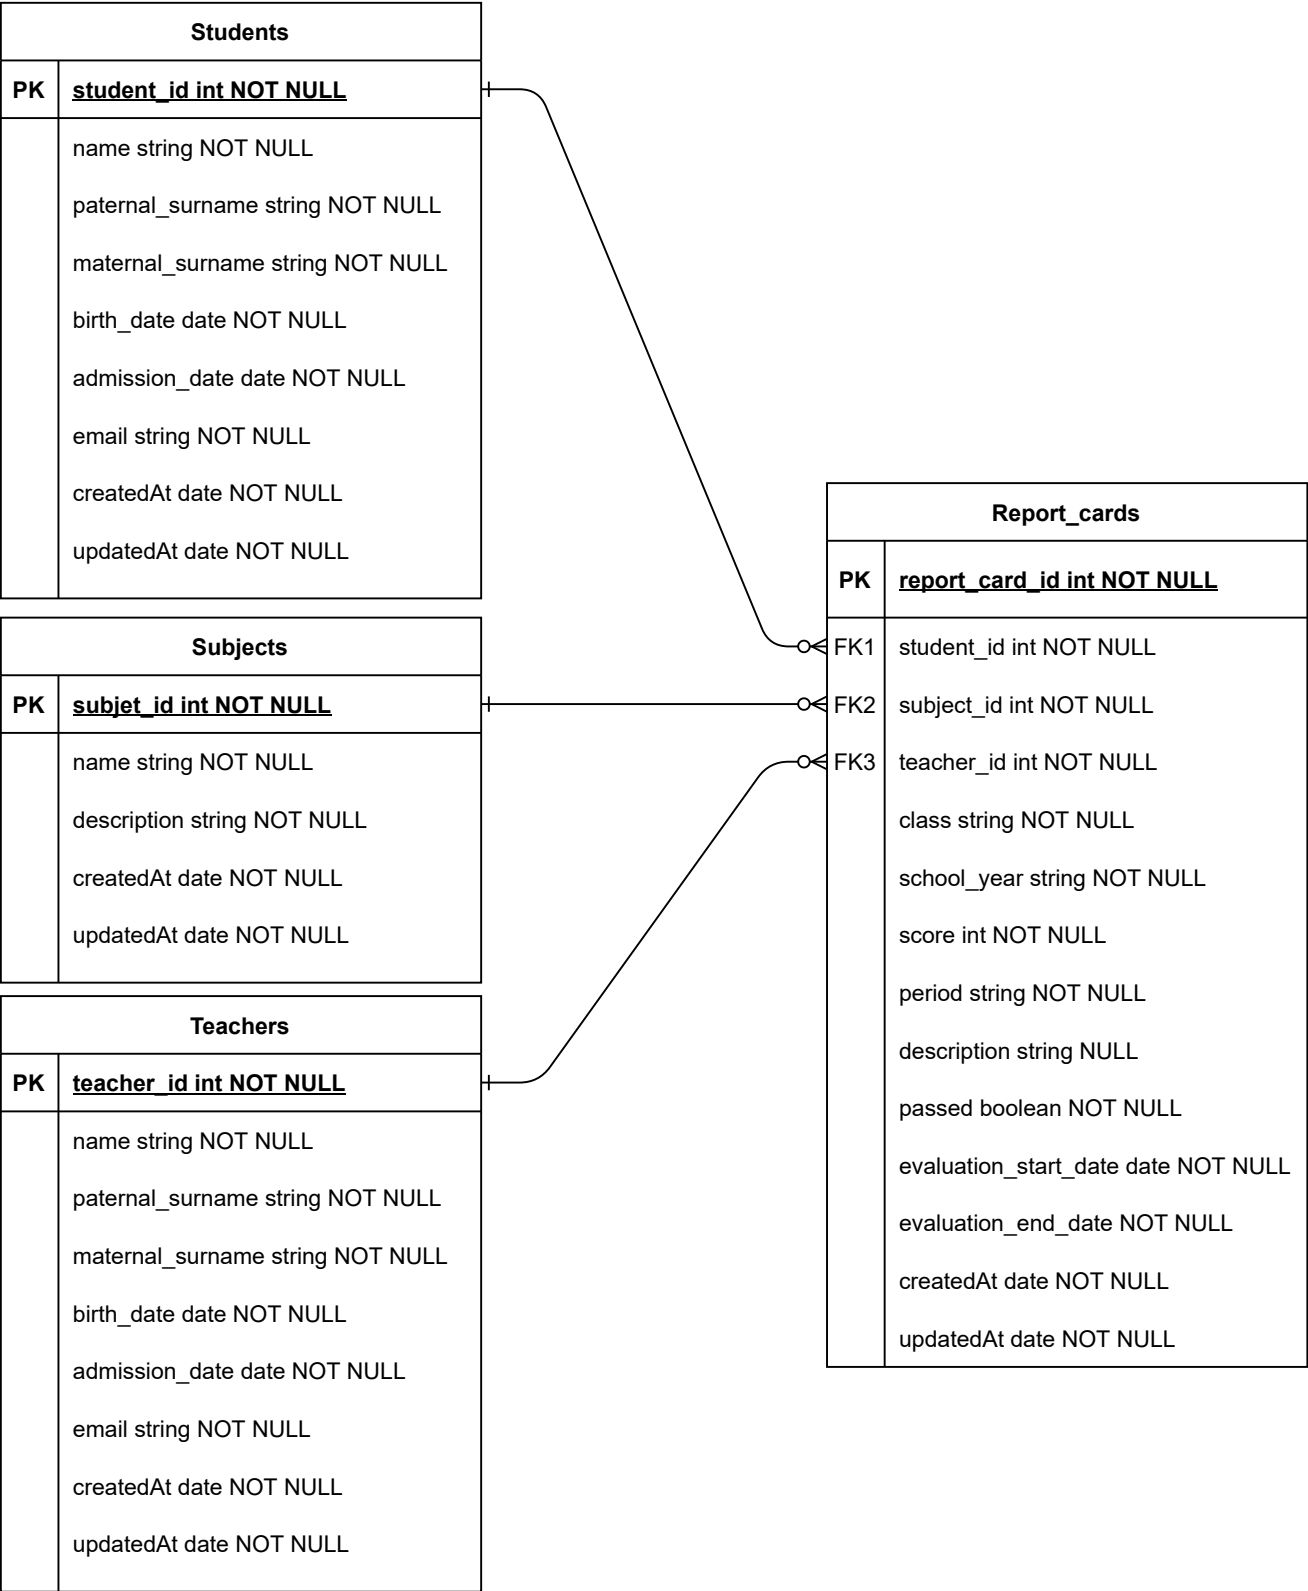 Students
PK student_id int NOT NULL
name string NOT NULL
paternal_surname string NOT NULL
maternal_surname string NOT NULL
birth_date date NOT NULL
admission_date date NOT NULL
email string NOT NULL
createdAt date NOT NULL
updatedAt date NOT NULL
Subjects
PK subjet_id int NOT NULL
name string NOT NULL
description string NOT NULL
createdAt date NOT NULL
updatedAt date NOT NULL
Teachers
PK teacher_id int NOT NULL
name string NOT NULL
paternal_surname string NOT NULL
maternal_surname string NOT NULL
birth_date date NOT NULL
admission_date date NOT NULL
email string NOT NULL
createdAt date NOT NULL
updatedAt date NOT NULL
Report_cards
PK report_card_id int NOT NULL
FK1 student_id int NOT NULL
FK2 subject_id int NOT NULL
FK3 teacher_id int NOT NULL
class string NOT NULL
school_year string NOT NULL
score int NOT NULL
period string NOT NULL
description string NULL
passed boolean NOT NULL
evaluation_start_date date NOT NULL
evaluation_end_date NOT NULL
createdAt date NOT NULL
updatedAt date NOT NULL